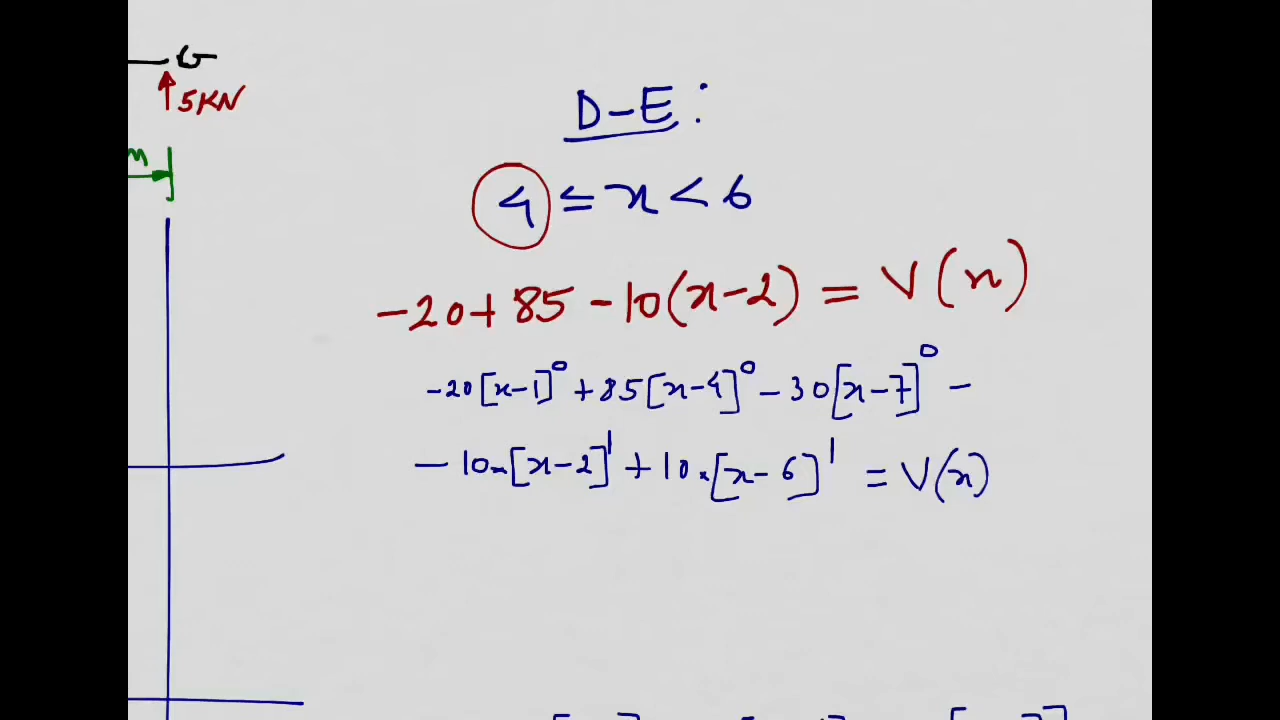 G
5KN
m
D-E:
4 ≤ x < 6
-20+85-10(x-2) = V(x)
-20[x-1]⁰+85[x-4]⁰-30[x-7]⁰-
-10×[x-2]¹+10×[x-6]¹ = V(x)